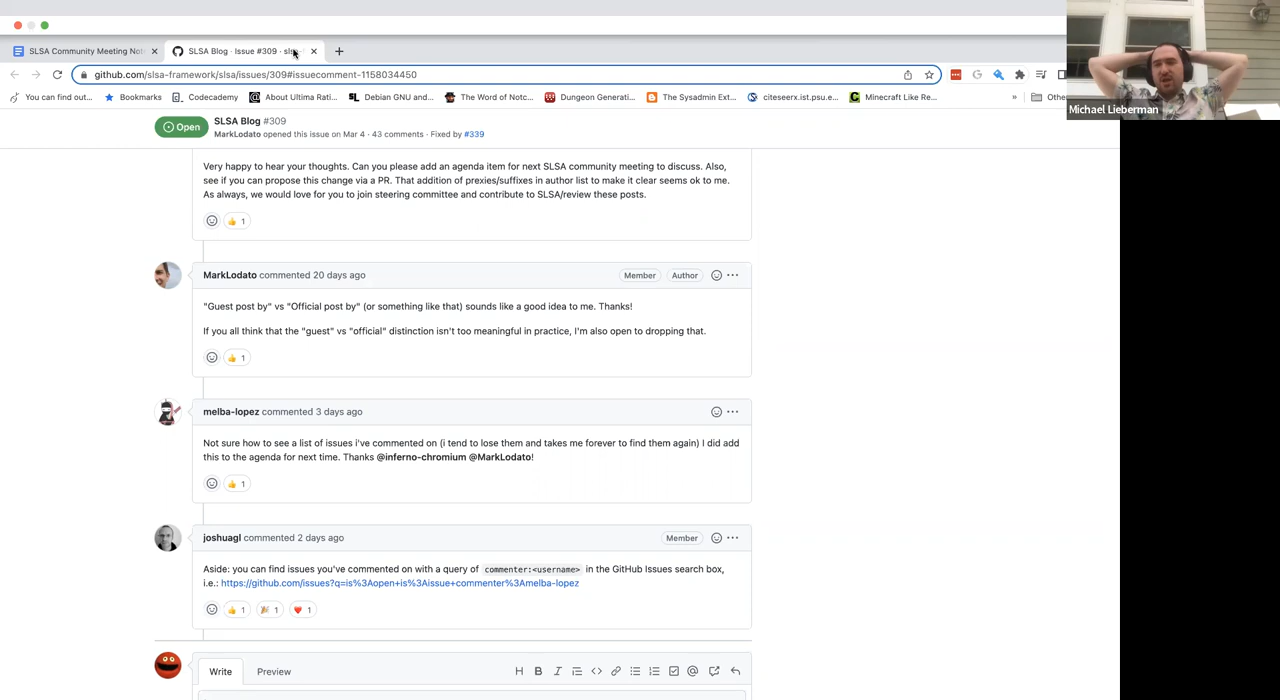 SLSA Community Meeting Not
SLSA Blog · Issue #309 · slsa-
github.com/slsa-framework/slsa/issues/309#issuecomment-1158034450
You can find out...
Bookmarks
Codecademy
About Ultima Rati...
Debian GNU and...
The Word of Notc...
Dungeon Generati...
The Sysadmin Ext...
citeseerx.ist.psu.e...
Minecraft Like Re...
»
Othe
Michael Lieberman
Open
SLSA Blog #309
MarkLodato opened this issue on Mar 4 · 43 comments · Fixed by #339
Very happy to hear your thoughts. Can you please add an agenda item for next SLSA community meeting to discuss. Also,
see if you can propose this change via a PR. That addition of prexies/suffixes in author list to make it clear seems ok to me.
As always, we would love for you to join steering committee and contribute to SLSA/review these posts.
1
MarkLodato commented 20 days ago
Member
Author
"Guest post by" vs "Official post by" (or something like that) sounds like a good idea to me. Thanks!
If you all think that the "guest" vs "official" distinction isn't too meaningful in practice, I'm also open to dropping that.
1
melba-lopez commented 3 days ago
Not sure how to see a list of issues i've commented on (i tend to lose them and takes me forever to find them again) I did add
this to the agenda for next time. Thanks @inferno-chromium @MarkLodato!
1
joshuagl commented 2 days ago
Member
Aside: you can find issues you've commented on with a query of commenter:<username> in the GitHub Issues search box,
i.e.: https://github.com/issues?q=is%3Aopen+is%3Aissue+commenter%3Amelba-lopez
1
1
1
Write
Preview